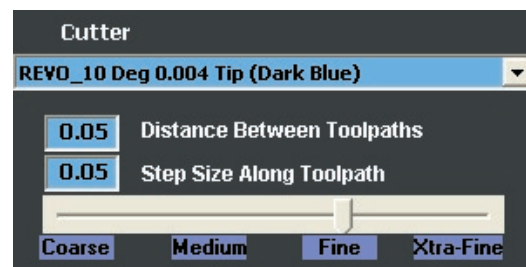 Cutter
REVO_10 Deg 0.004 Tip (Dark Blue)
0.05 Distance Between Toolpaths
0.05 Step Size Along Toolpath
Coarse Medium Fine Xtra-Fine